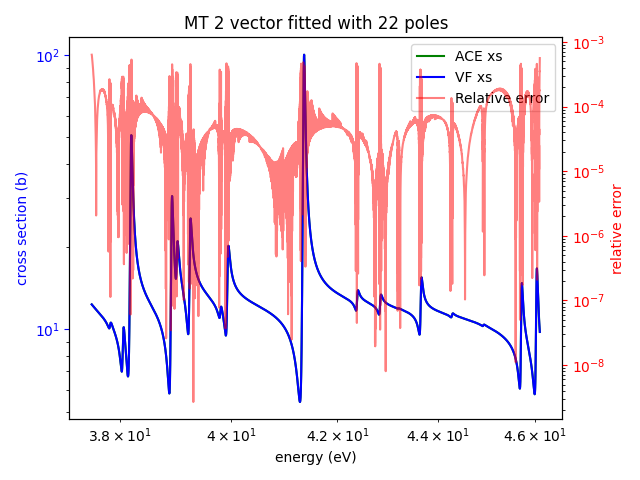 MT 2 vector fitted with 22 poles
ACE xs
VF xs
Relative error
cross section (b)
10²
10¹
relative error
10⁻³
10⁻⁴
10⁻⁵
10⁻⁶
10⁻⁷
10⁻⁸
3.8 × 10¹ 4 × 10¹ 4.2 × 10¹ 4.4 × 10¹ 4.6 × 10¹
energy (eV)